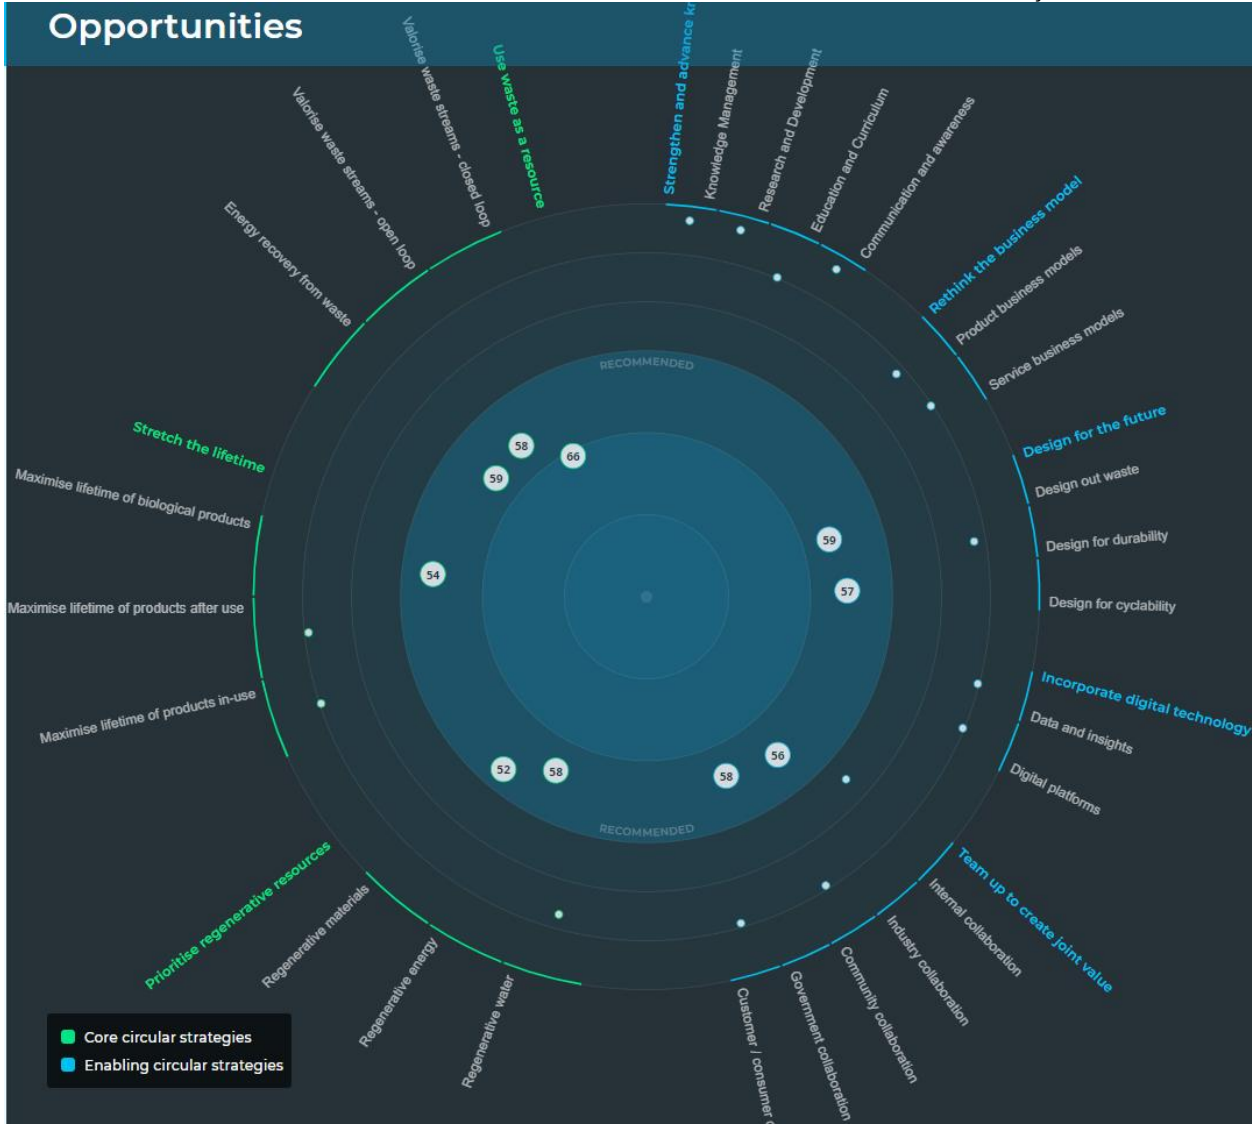 Opportunities
Use waste as a resource
Valorise waste streams - closed loop
Valorise waste streams - open loop
Energy recovery from waste
Strengthen and advance
Knowledge Management
Research and Development
Education and Curriculum
Communication and awareness
Rethink the business model
Product business models
Service business models
Design for the future
Design out waste
Design for durability
Design for cyclability
Incorporate digital technology
Data and insights
Digital platforms
Team up to create joint value
Internal collaboration
Industry collaboration
Community collaboration
Government collaboration
Customer / consumer
Stretch the lifetime
Maximise lifetime of biological products
Maximise lifetime of products after use
Maximise lifetime of products in-use
Prioritise regenerative resources
Regenerative materials
Regenerative energy
Regenerative water
RECOMMENDED
58
66
59
59
54
57
56
52
58
58
RECOMMENDED
Core circular strategies
Enabling circular strategies